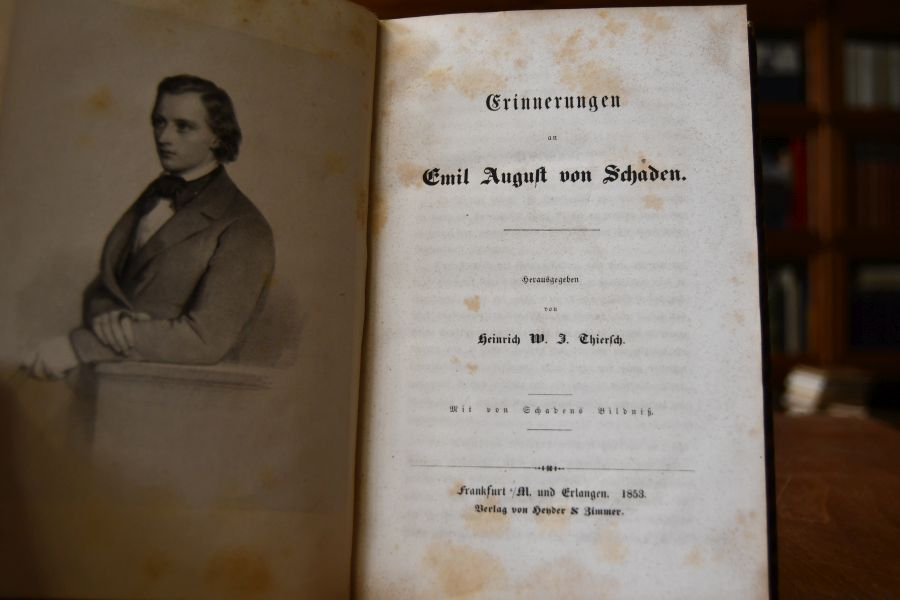 Erinnerungen
an
Emil August von Schaden.
Herausgegeben
von
Heinrich W. J. Thiersch.
Mit von Schadens Bildniß.
Frankfurt a/M. und Erlangen. 1853.
Verlag von Heyder & Zimmer.